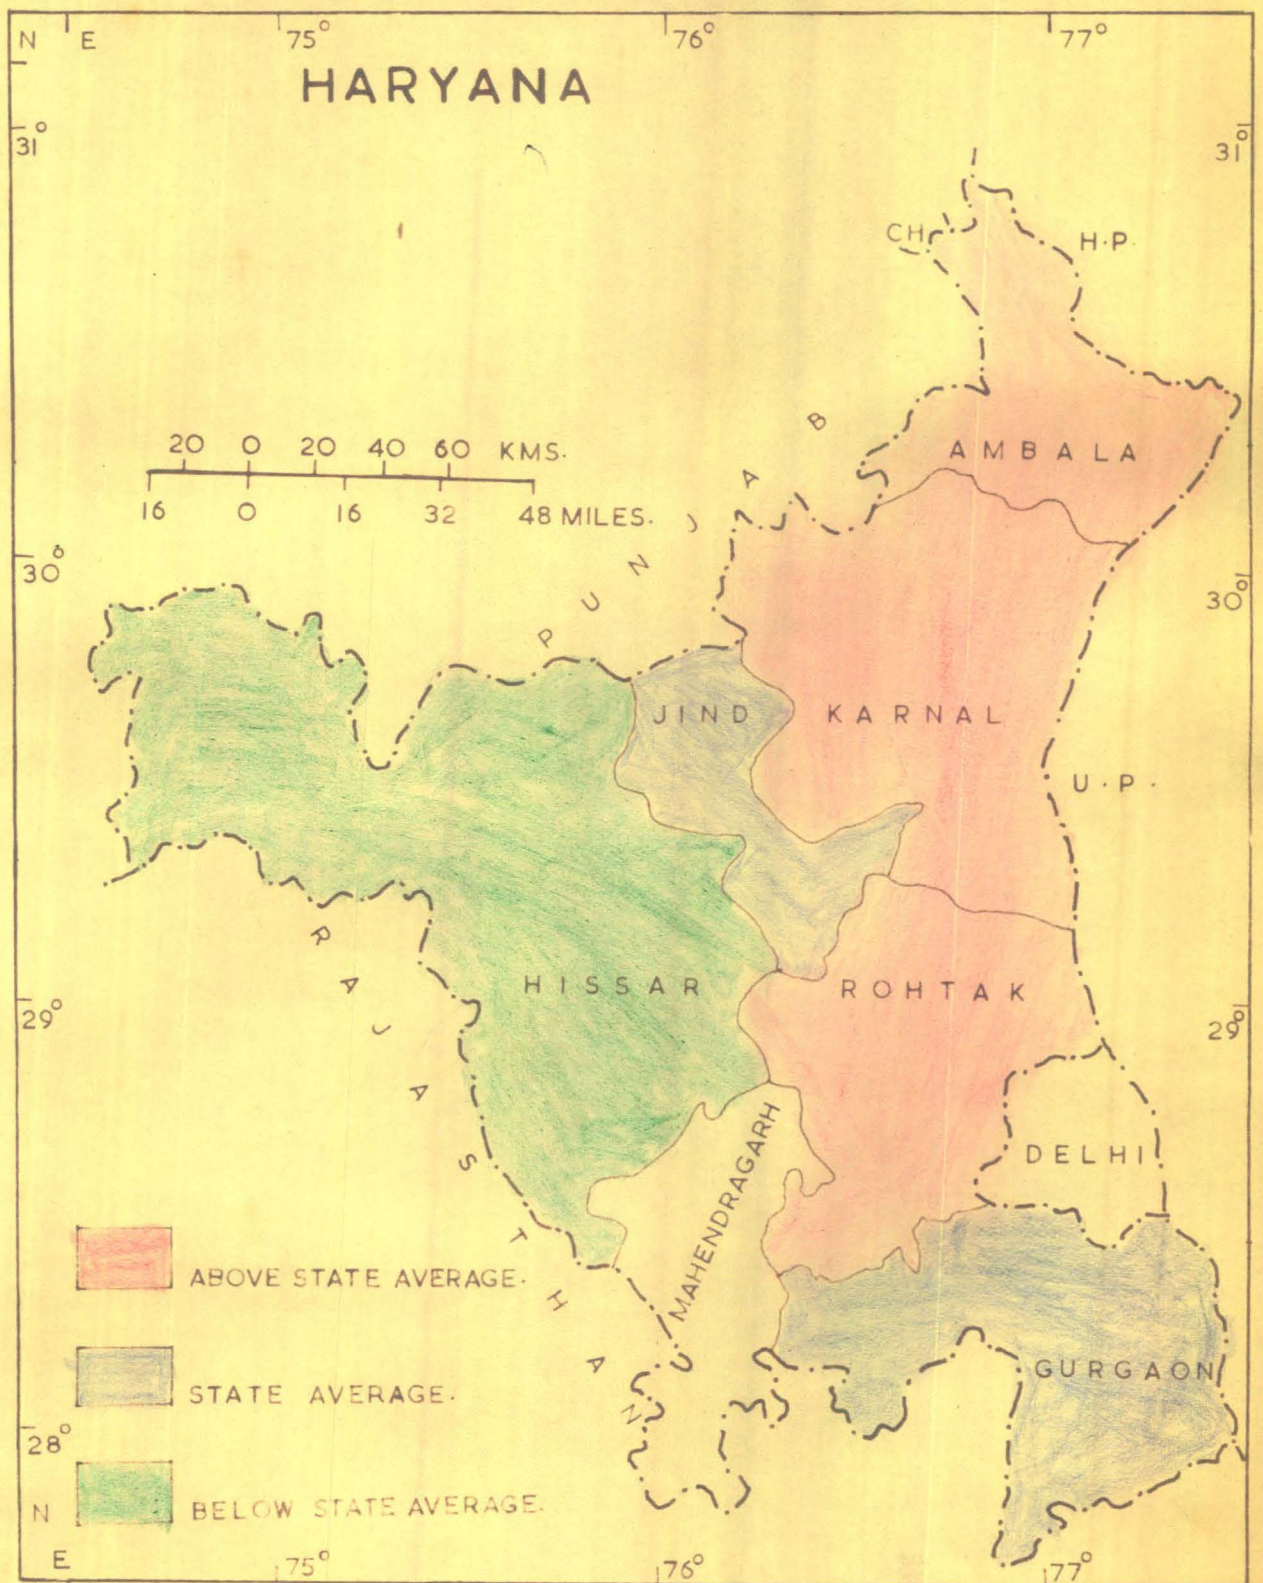 N E 75° 76° 77°
HARYANA
31° 31°
CH. H.P.
20 0 20 40 60 KMS.
16 0 16 32 48 MILES.
PUNJAB
AMBALA
30° 30°
JIND KARNAL
U.P.
RAJASTHAN
HISSAR ROHTAK
29° 29°
MAHENDRAGARH
DELHI
ABOVE STATE AVERAGE.
STATE AVERAGE.
GURGAON
28°
N
BELOW STATE AVERAGE.
E 75° 76° 77°